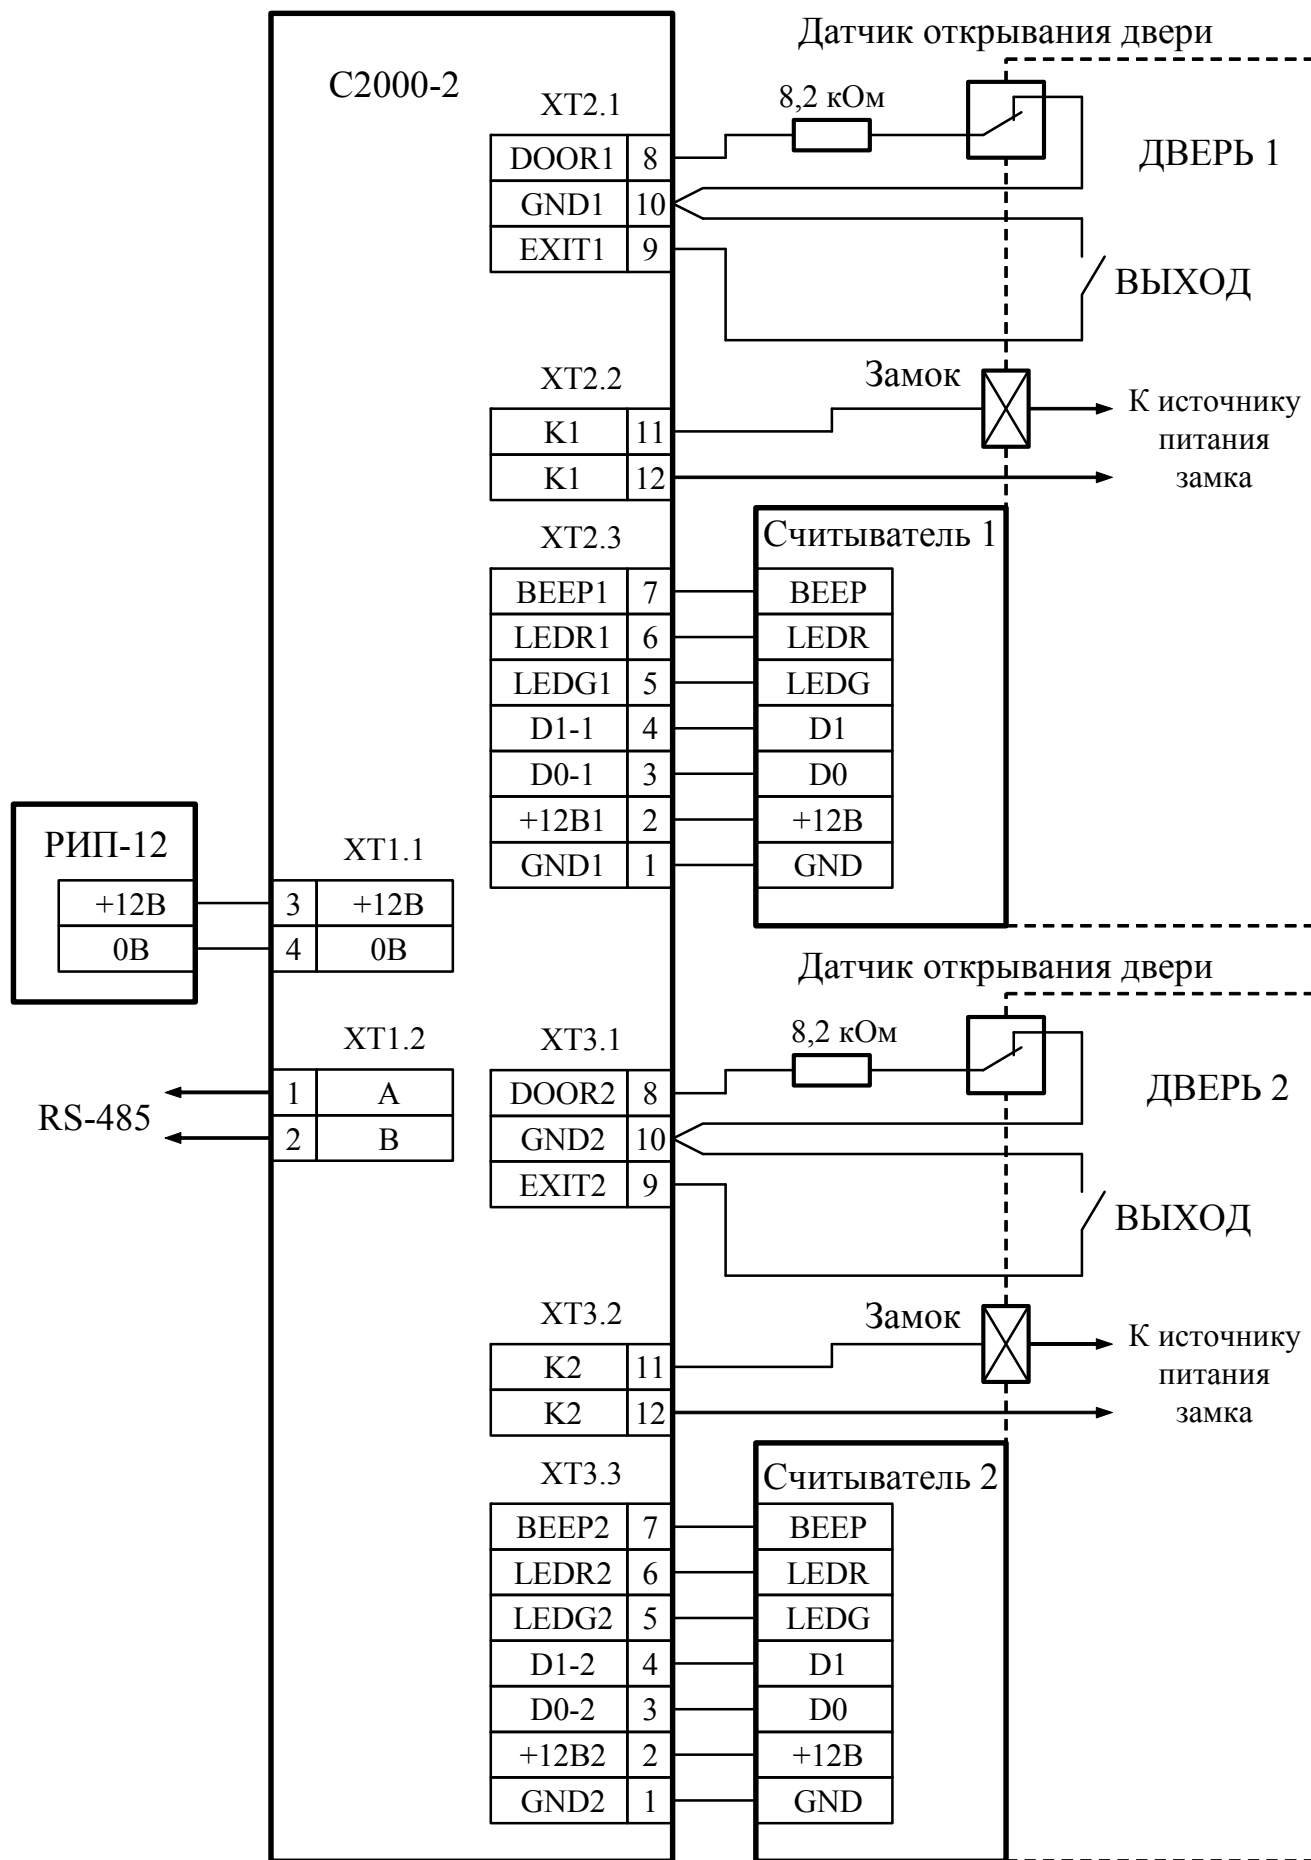 Датчик открывания двери
С2000-2
XT2.1
8,2 кОм
DOOR1 8
GND1 10
EXIT1 9
ДВЕРЬ 1
ВЫХОД
XT2.2
Замок
K1 11
K1 12
К источнику
питания
замка
XT2.3
Считыватель 1
BEEP1 7 BEEP
LEDR1 6 LEDR
LEDG1 5 LEDG
D1-1 4 D1
D0-1 3 D0
+12В1 2 +12В
GND1 1 GND
РИП-12
XT1.1
+12В 3 +12В
0В 4 0В
Датчик открывания двери
XT1.2
RS-485
1 A
2 B
XT3.1
8,2 кОм
DOOR2 8
GND2 10
EXIT2 9
ДВЕРЬ 2
ВЫХОД
XT3.2
Замок
K2 11
K2 12
К источнику
питания
замка
XT3.3
Считыватель 2
BEEP2 7 BEEP
LEDR2 6 LEDR
LEDG2 5 LEDG
D1-2 4 D1
D0-2 3 D0
+12В2 2 +12В
GND2 1 GND